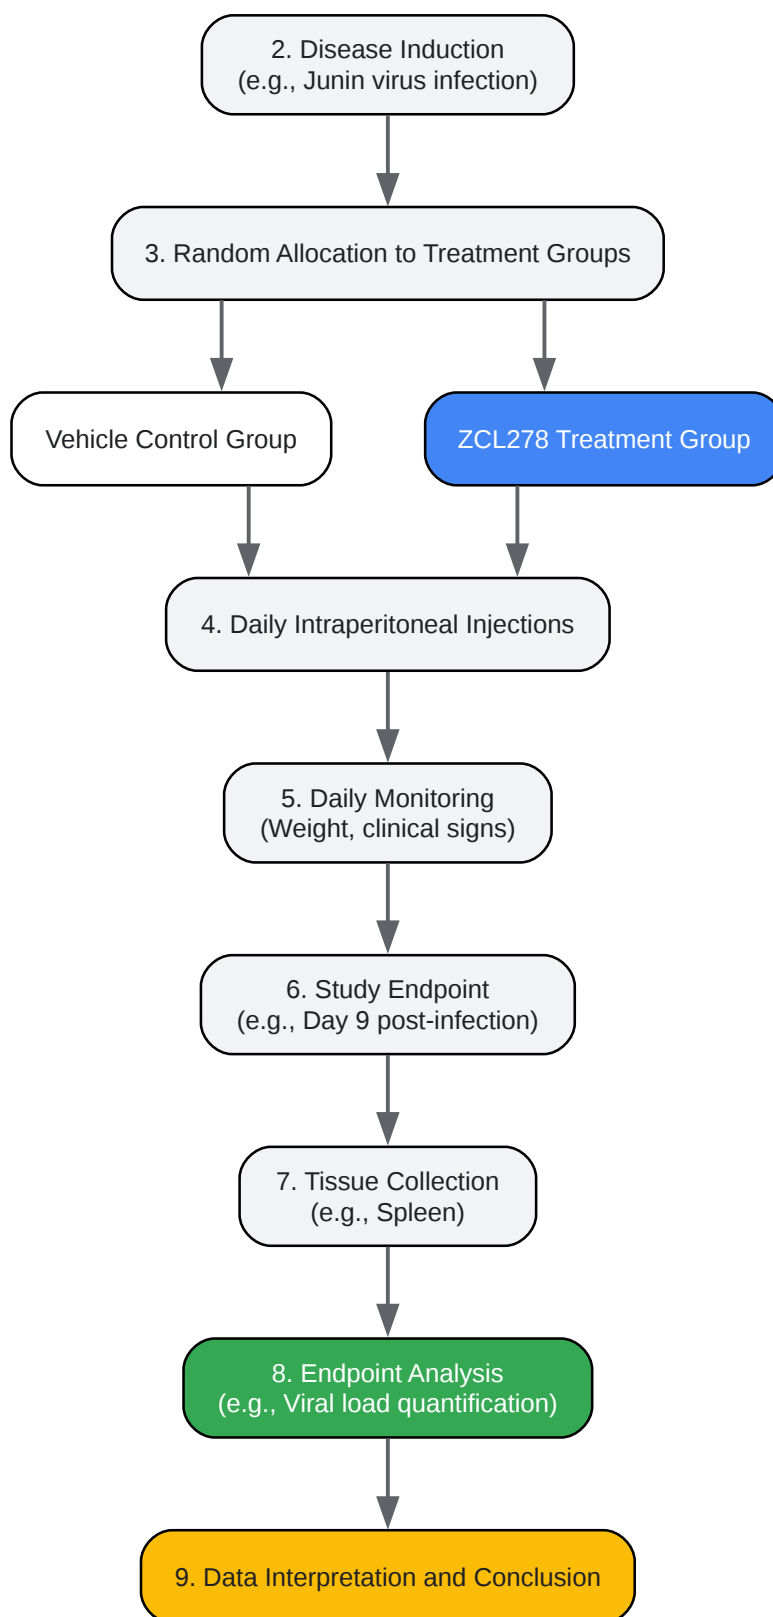 2. Disease Induction
(e.g., Junin virus infection)
3. Random Allocation to Treatment Groups
Vehicle Control Group
ZCL278 Treatment Group
4. Daily Intraperitoneal Injections
5. Daily Monitoring
(Weight, clinical signs)
6. Study Endpoint
(e.g., Day 9 post-infection)
7. Tissue Collection
(e.g., Spleen)
8. Endpoint Analysis
(e.g., Viral load quantification)
9. Data Interpretation and Conclusion